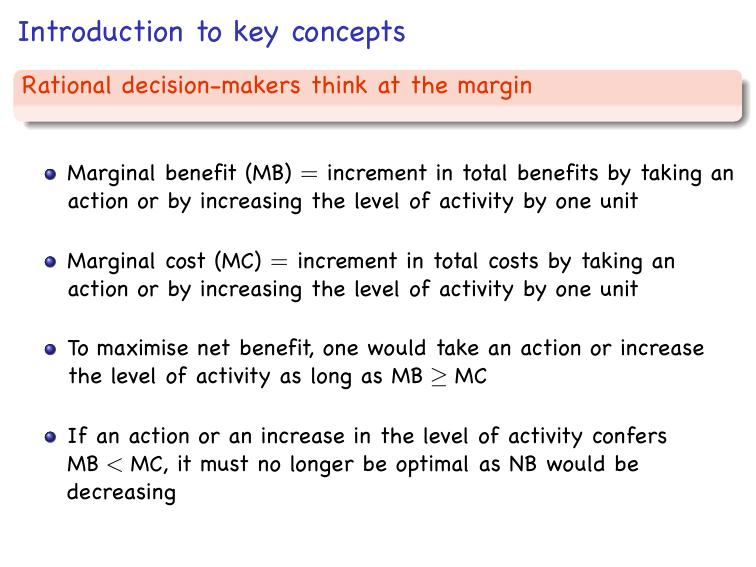 Introduction to key concepts
Rational decision-makers think at the margin
Marginal benefit (MB) = increment in total benefits by taking an
action or by increasing the level of activity by one unit
Marginal cost (MC) = increment in total costs by taking an
action or by increasing the level of activity by one unit
To maximise net benefit, one would take an action or increase
the level of activity as long as MB ≥ MC
If an action or an increase in the level of activity confers
MB < MC, it must no longer be optimal as NB would be
decreasing